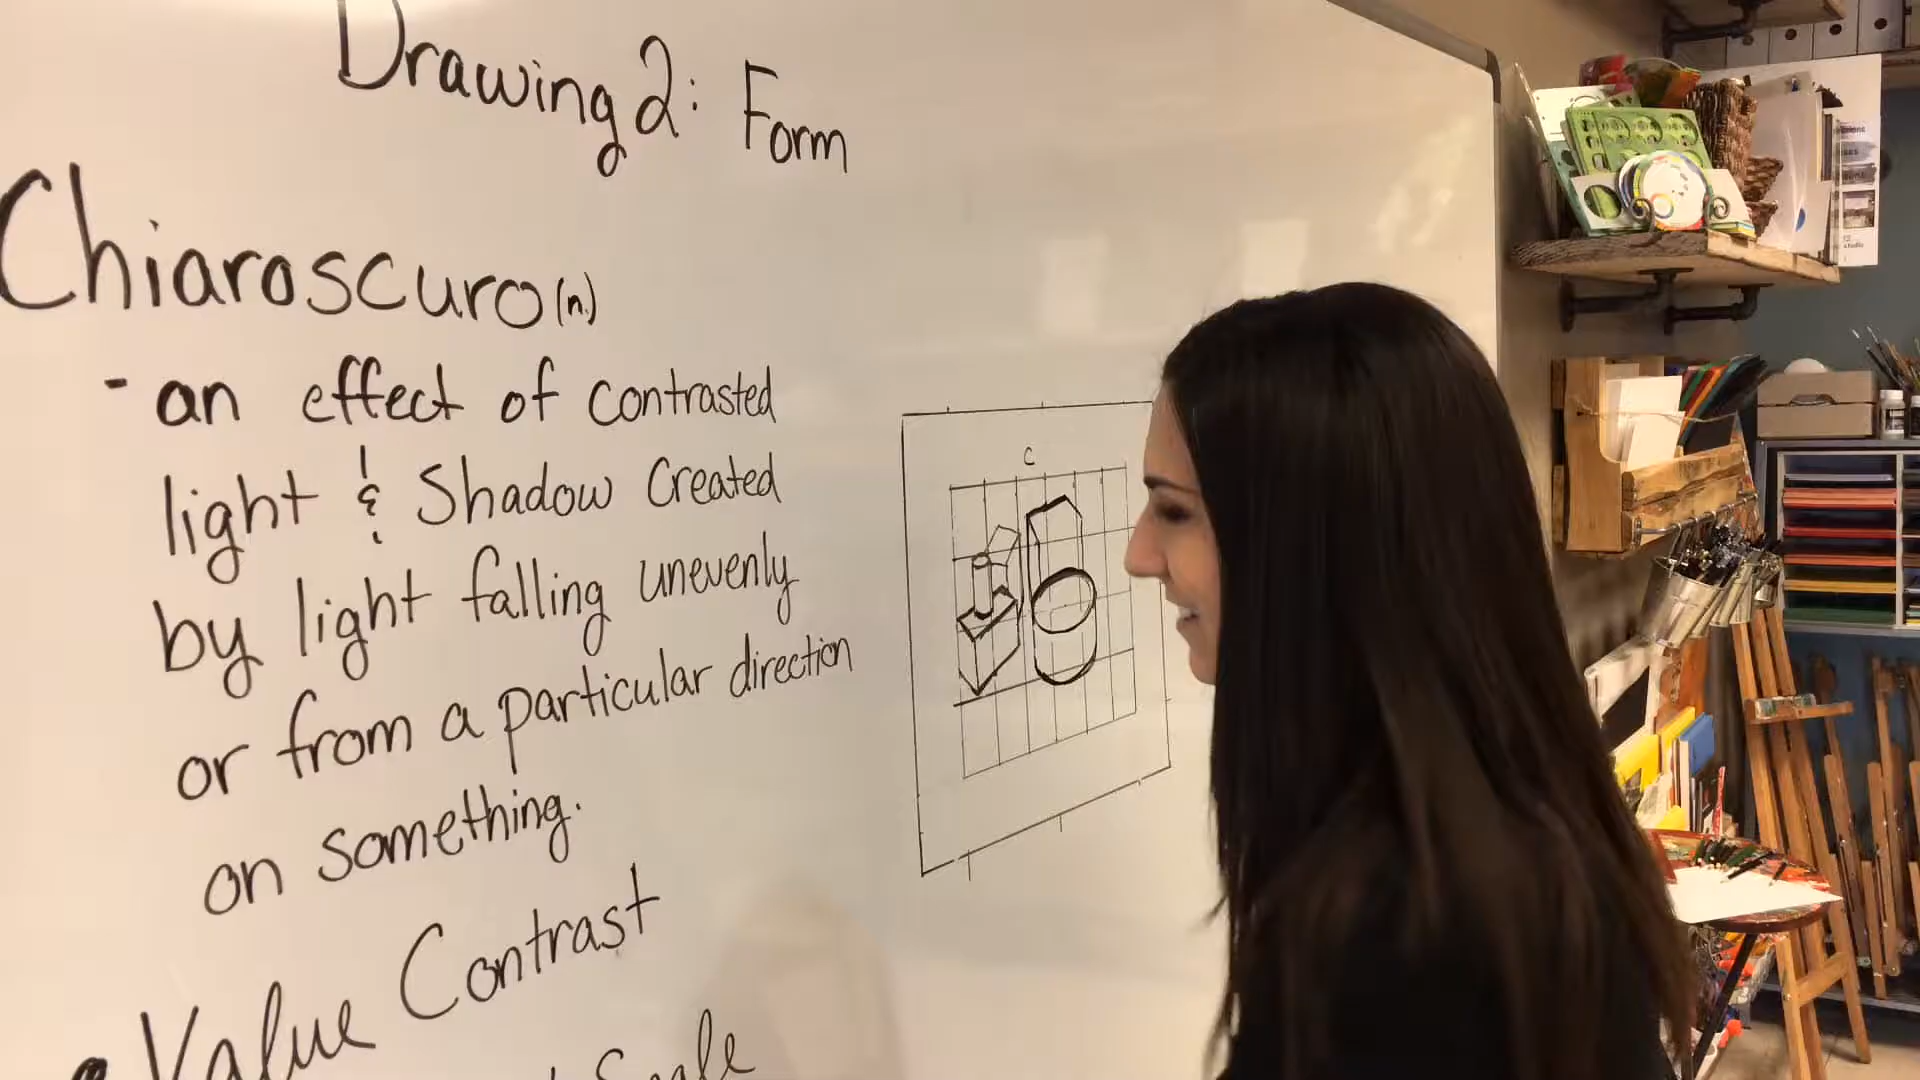 Drawing 2: Form
Chiaroscuro (n.)
- an effect of contrasted
light & Shadow Created
by light falling unevenly
or from a particular direction
on something.
Value Contrast
Scale
C